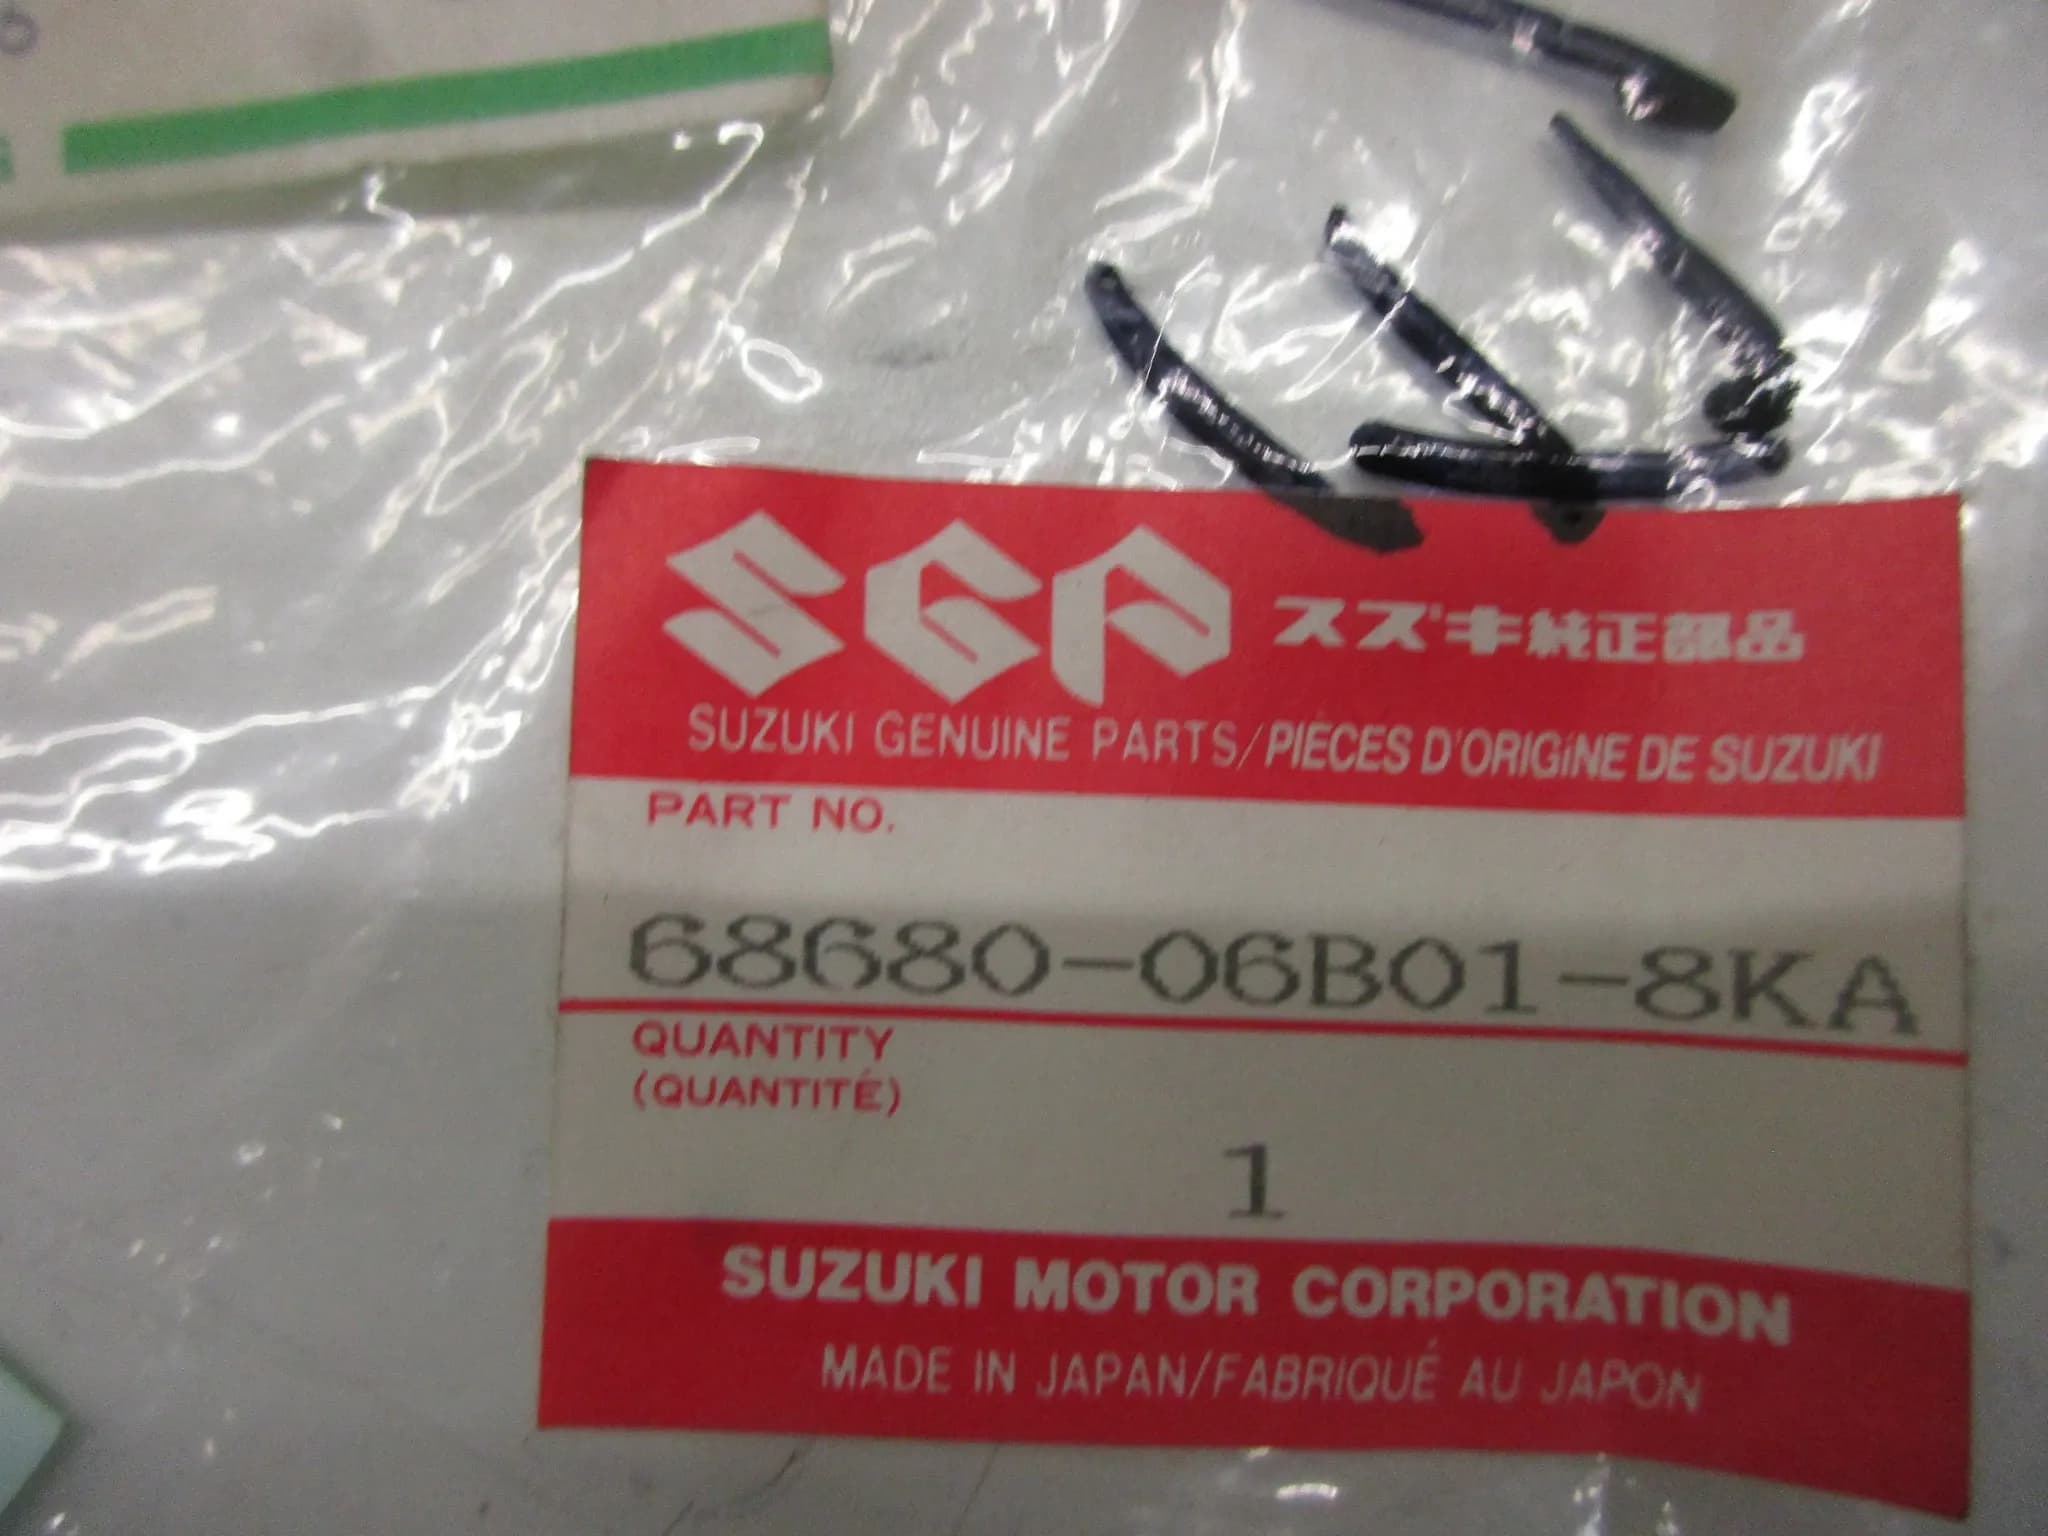 SGP スズキ純正部品
SUZUKI GENUINE PARTS/PIÈCES D'ORIGINE DE SUZUKI
PART NO.
68680-06B01-8KA
QUANTITY
(QUANTITÉ)
1
SUZUKI MOTOR CORPORATION
MADE IN JAPAN/FABRIQUÉ AU JAPON